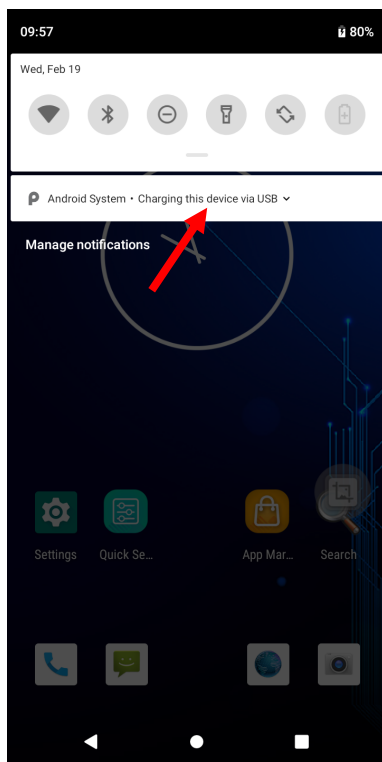 09:57 80%
Wed, Feb 19
Android System • Charging this device via USB
Manage notifications
Settings Quick Se... App Mar... Search